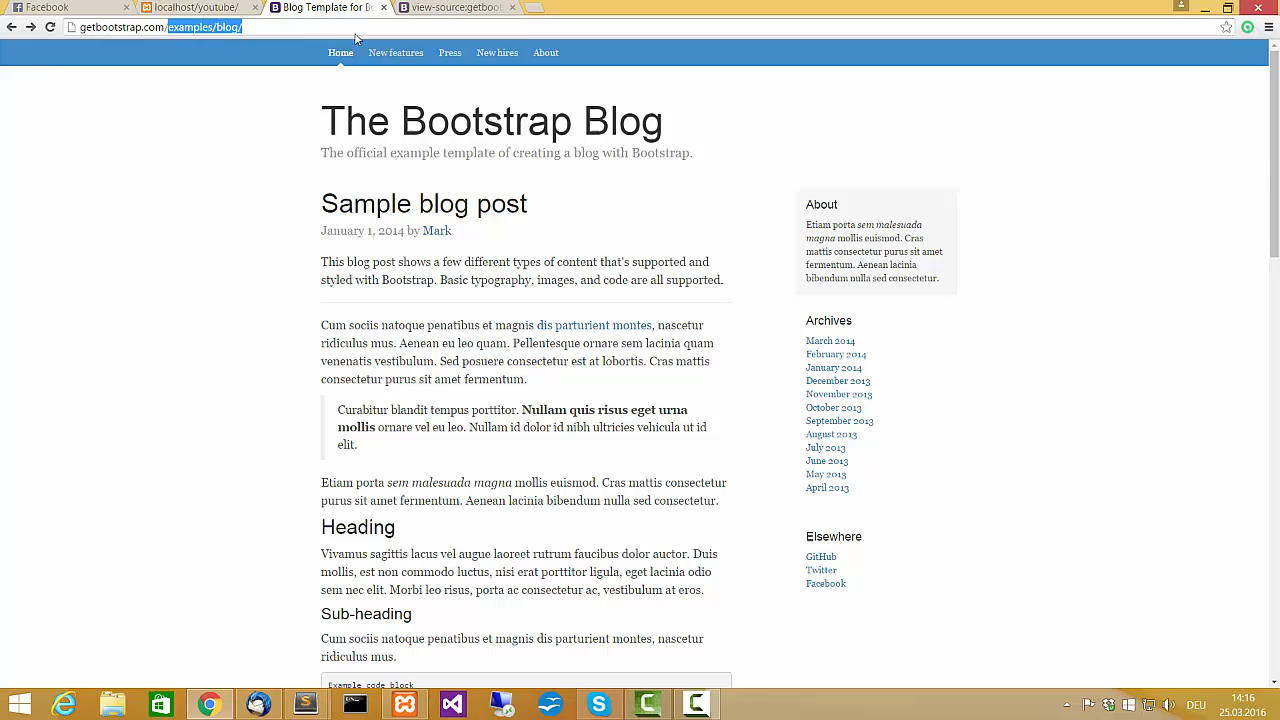 Facebook
localhost/youtube/
Blog Template for Bo
view-source:getboots
getbootstrap.com/examples/blog/
Home New features Press New hires About
The Bootstrap Blog
The official example template of creating a blog with Bootstrap.
Sample blog post
January 1, 2014 by Mark
This blog post shows a few different types of content that's supported and
styled with Bootstrap. Basic typography, images, and code are all supported.
Cum sociis natoque penatibus et magnis dis parturient montes, nascetur
ridiculus mus. Aenean eu leo quam. Pellentesque ornare sem lacinia quam
venenatis vestibulum. Sed posuere consectetur est at lobortis. Cras mattis
consectetur purus sit amet fermentum.
Curabitur blandit tempus porttitor. Nullam quis risus eget urna
mollis ornare vel eu leo. Nullam id dolor id nibh ultricies vehicula ut id
elit.
Etiam porta sem malesuada magna mollis euismod. Cras mattis consectetur
purus sit amet fermentum. Aenean lacinia bibendum nulla sed consectetur.
Heading
Vivamus sagittis lacus vel augue laoreet rutrum faucibus dolor auctor. Duis
mollis, est non commodo luctus, nisi erat porttitor ligula, eget lacinia odio
sem nec elit. Morbi leo risus, porta ac consectetur ac, vestibulum at eros.
Sub-heading
Cum sociis natoque penatibus et magnis dis parturient montes, nascetur
ridiculus mus.
Example code block
About
Etiam porta sem malesuada
magna mollis euismod. Cras
mattis consectetur purus sit amet
fermentum. Aenean lacinia
bibendum nulla sed consectetur.
Archives
March 2014
February 2014
January 2014
December 2013
November 2013
October 2013
September 2013
August 2013
July 2013
June 2013
May 2013
April 2013
Elsewhere
GitHub
Twitter
Facebook
DEU
14:16
25.03.2016